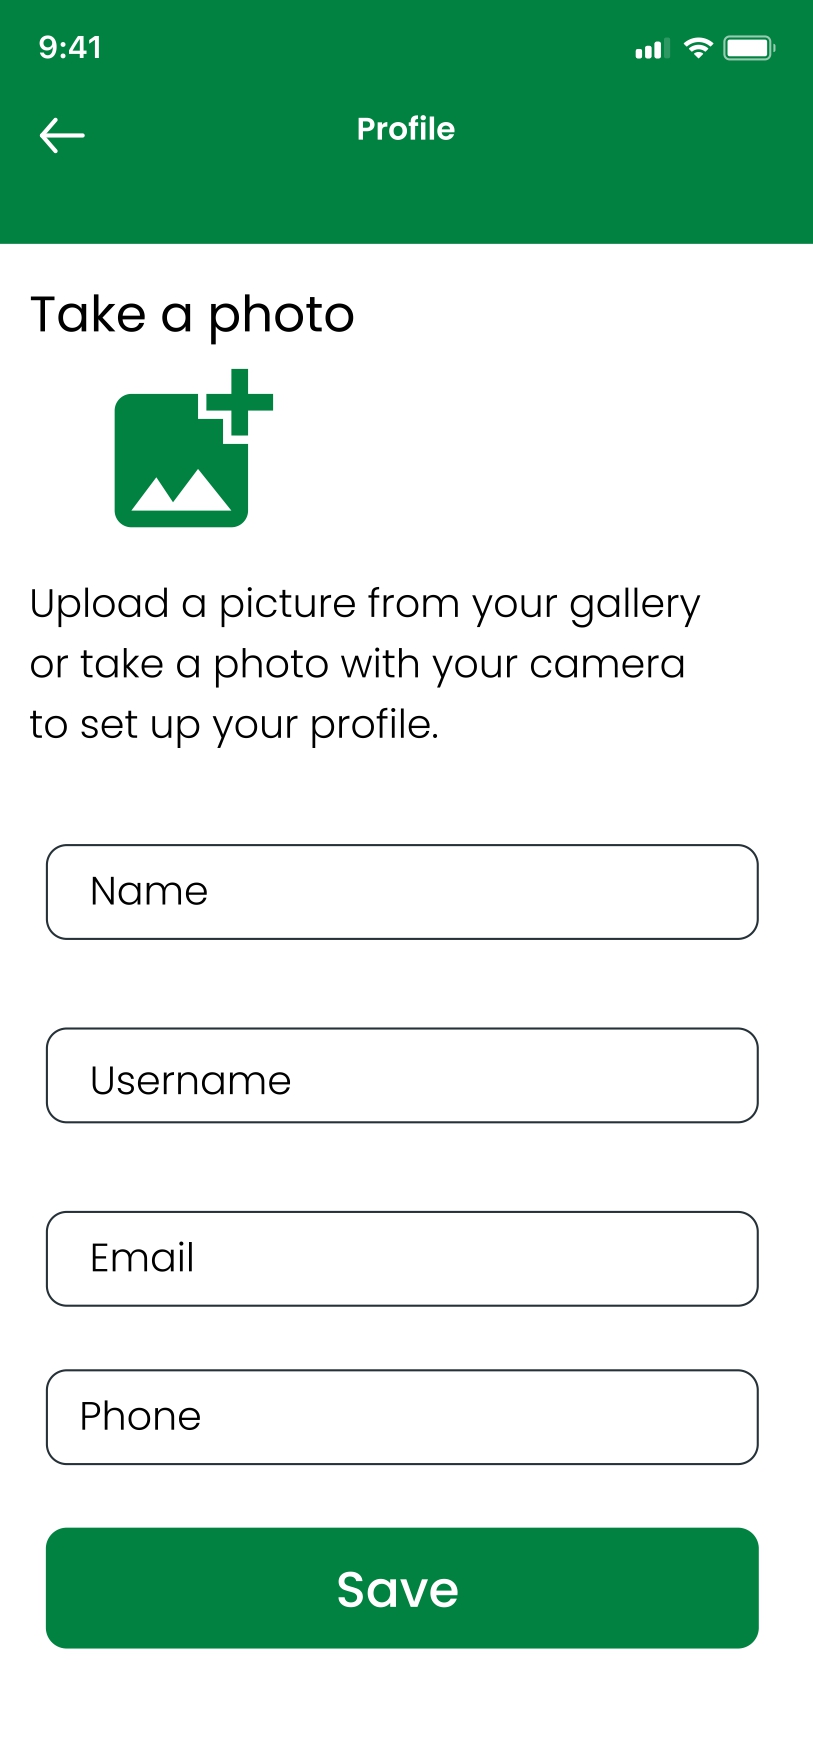 9:41
Profile
Take a photo
Upload a picture from your gallery
or take a photo with your camera
to set up your profile.
Name
Username
Email
Phone
Save